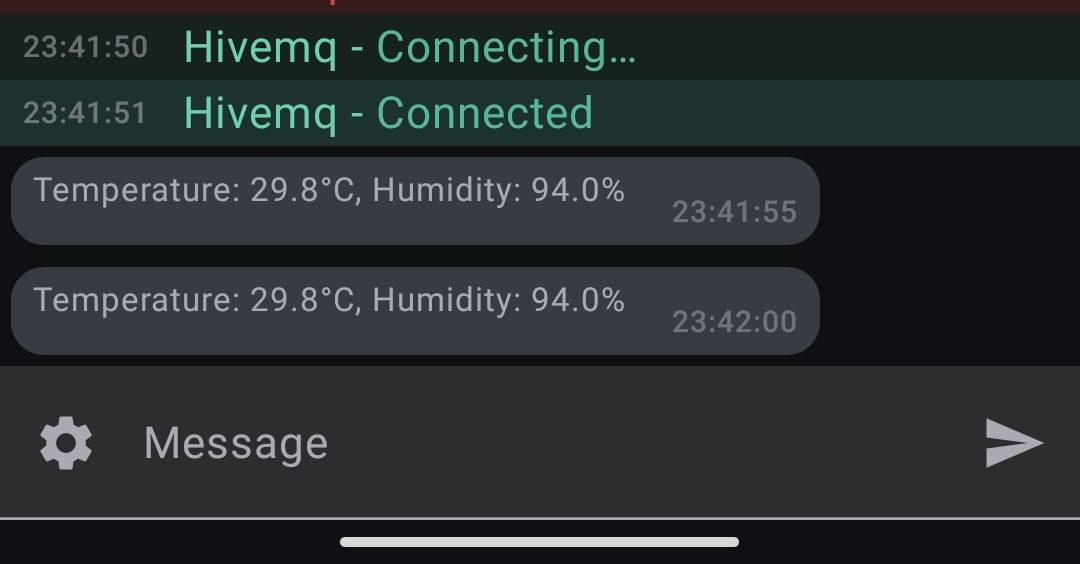 23:41:50 Hivemq - Connecting…
23:41:51 Hivemq - Connected
Temperature: 29.8°C, Humidity: 94.0%
23:41:55
Temperature: 29.8°C, Humidity: 94.0%
23:42:00
Message